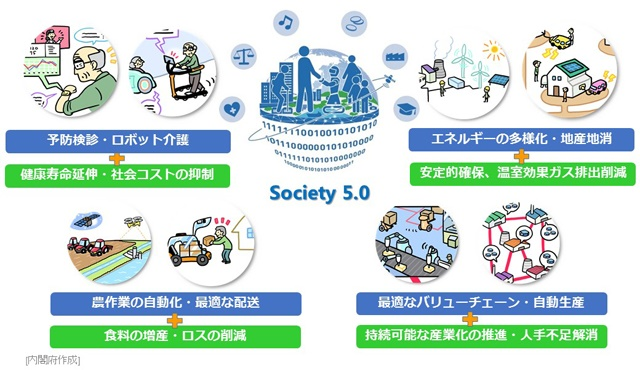 予防検診・ロボット介護
健康寿命延伸・社会コストの抑制
エネルギーの多様化・地産地消
安定的確保、温室効果ガス排出削減
Society 5.0
農作業の自動化・最適な配送
食料の増産・ロスの削減
最適なバリューチェーン・自動生産
持続可能な産業化の推進・人手不足解消
[内閣府作成]